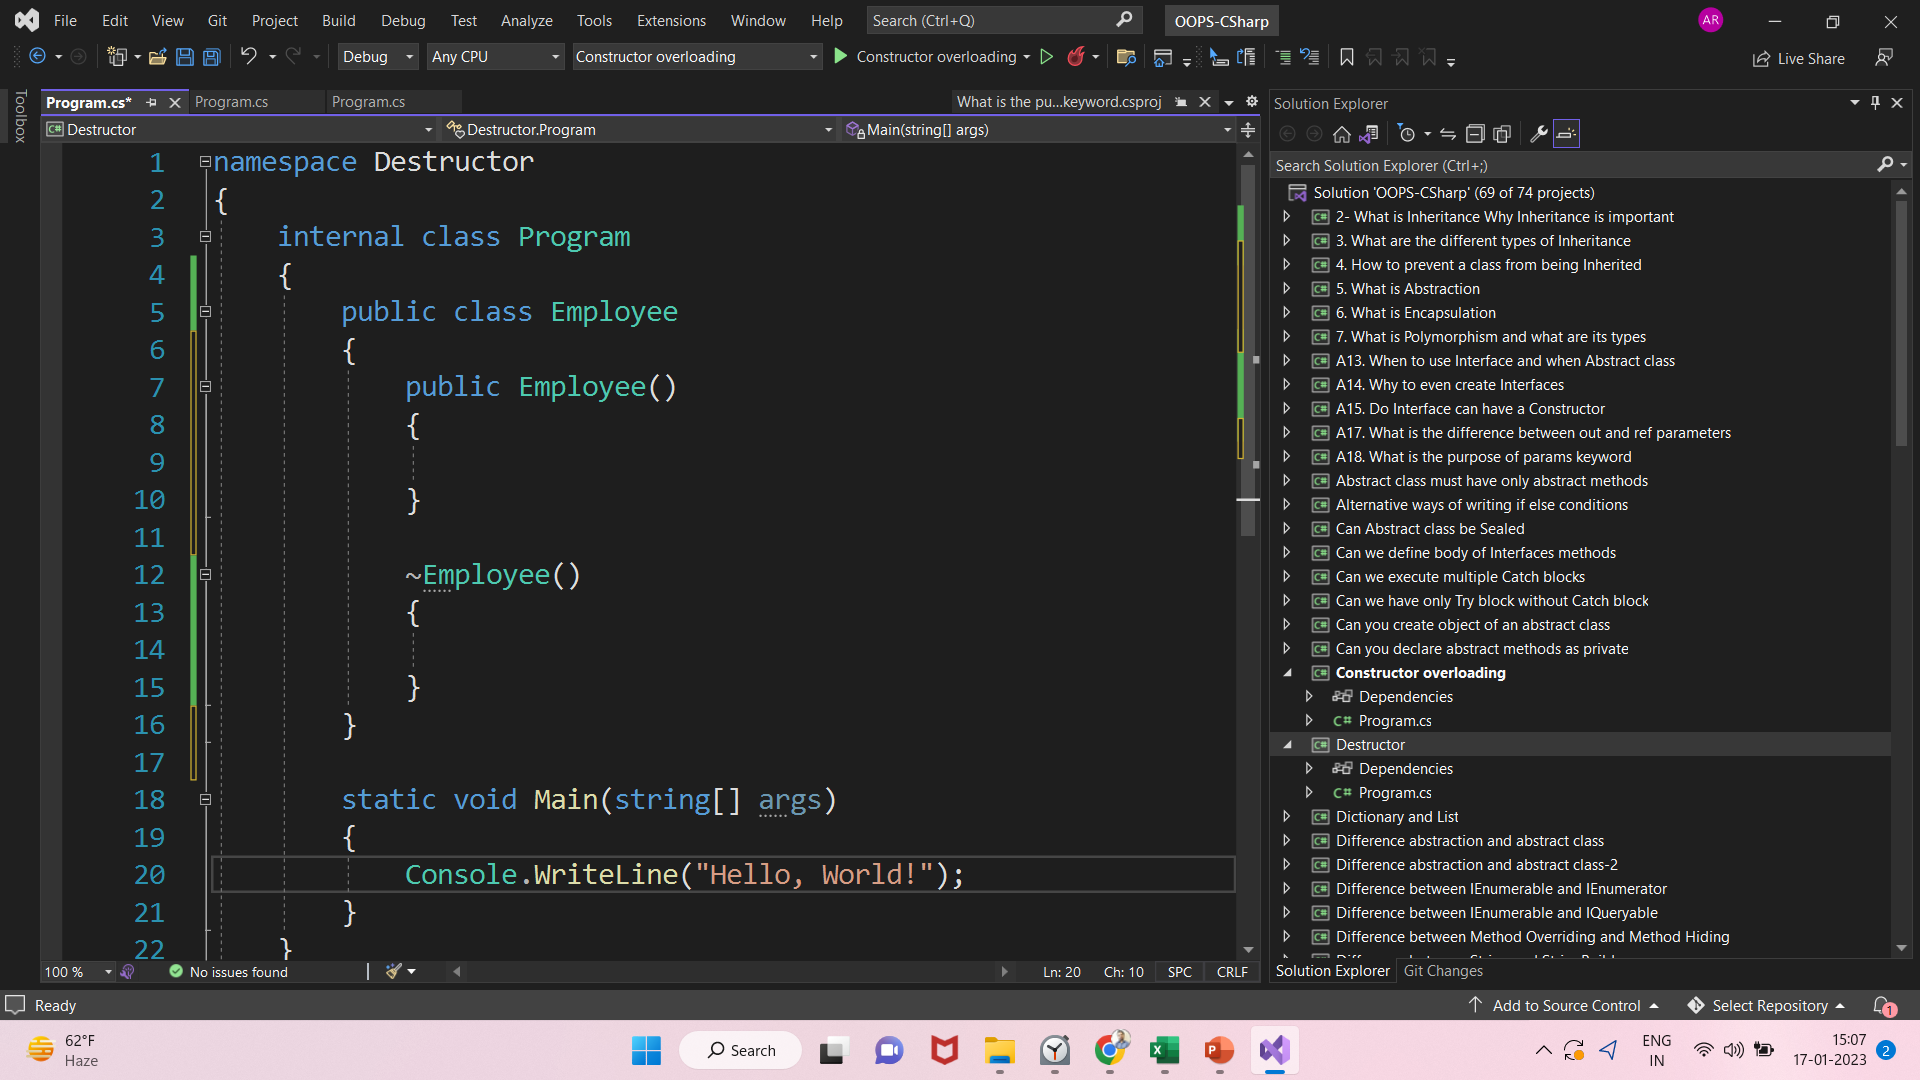 File Edit View Git Project Build Debug Test Analyze Tools Extensions Window Help Search (Ctrl+Q) OOPS-CSharp AR
Debug Any CPU Constructor overloading Constructor overloading Live Share
Toolbox
Program.cs* Program.cs Program.cs What is the pu...keyword.csproj
Destructor Destructor.Program Main(string[] args)
1 namespace Destructor
2 {
3 internal class Program
4 {
5 public class Employee
6 {
7 public Employee()
8 {
9
10 }
11
12 ~Employee()
13 {
14
15 }
16 }
17
18 static void Main(string[] args)
19 {
20 Console.WriteLine("Hello, World!");
21 }
22 }
100 % No issues found Ln: 20 Ch: 10 SPC CRLF
Solution Explorer
Search Solution Explorer (Ctrl+;)
Solution 'OOPS-CSharp' (69 of 74 projects)
C# 2- What is Inheritance Why Inheritance is important
C# 3. What are the different types of Inheritance
C# 4. How to prevent a class from being Inherited
C# 5. What is Abstraction
C# 6. What is Encapsulation
C# 7. What is Polymorphism and what are its types
C# A13. When to use Interface and when Abstract class
C# A14. Why to even create Interfaces
C# A15. Do Interface can have a Constructor
C# A17. What is the difference between out and ref parameters
C# A18. What is the purpose of params keyword
C# Abstract class must have only abstract methods
C# Alternative ways of writing if else conditions
C# Can Abstract class be Sealed
C# Can we define body of Interfaces methods
C# Can we execute multiple Catch blocks
C# Can we have only Try block without Catch block
C# Can you create object of an abstract class
C# Can you declare abstract methods as private
C# Constructor overloading
Dependencies
C# Program.cs
C# Destructor
Dependencies
C# Program.cs
C# Dictionary and List
C# Difference abstraction and abstract class
C# Difference abstraction and abstract class-2
C# Difference between IEnumerable and IEnumerator
C# Difference between IEnumerable and IQueryable
C# Difference between Method Overriding and Method Hiding
Solution Explorer Git Changes
Ready Add to Source Control Select Repository 1
62°F
Haze
Search
ENG
IN
15:07
17-01-2023
2